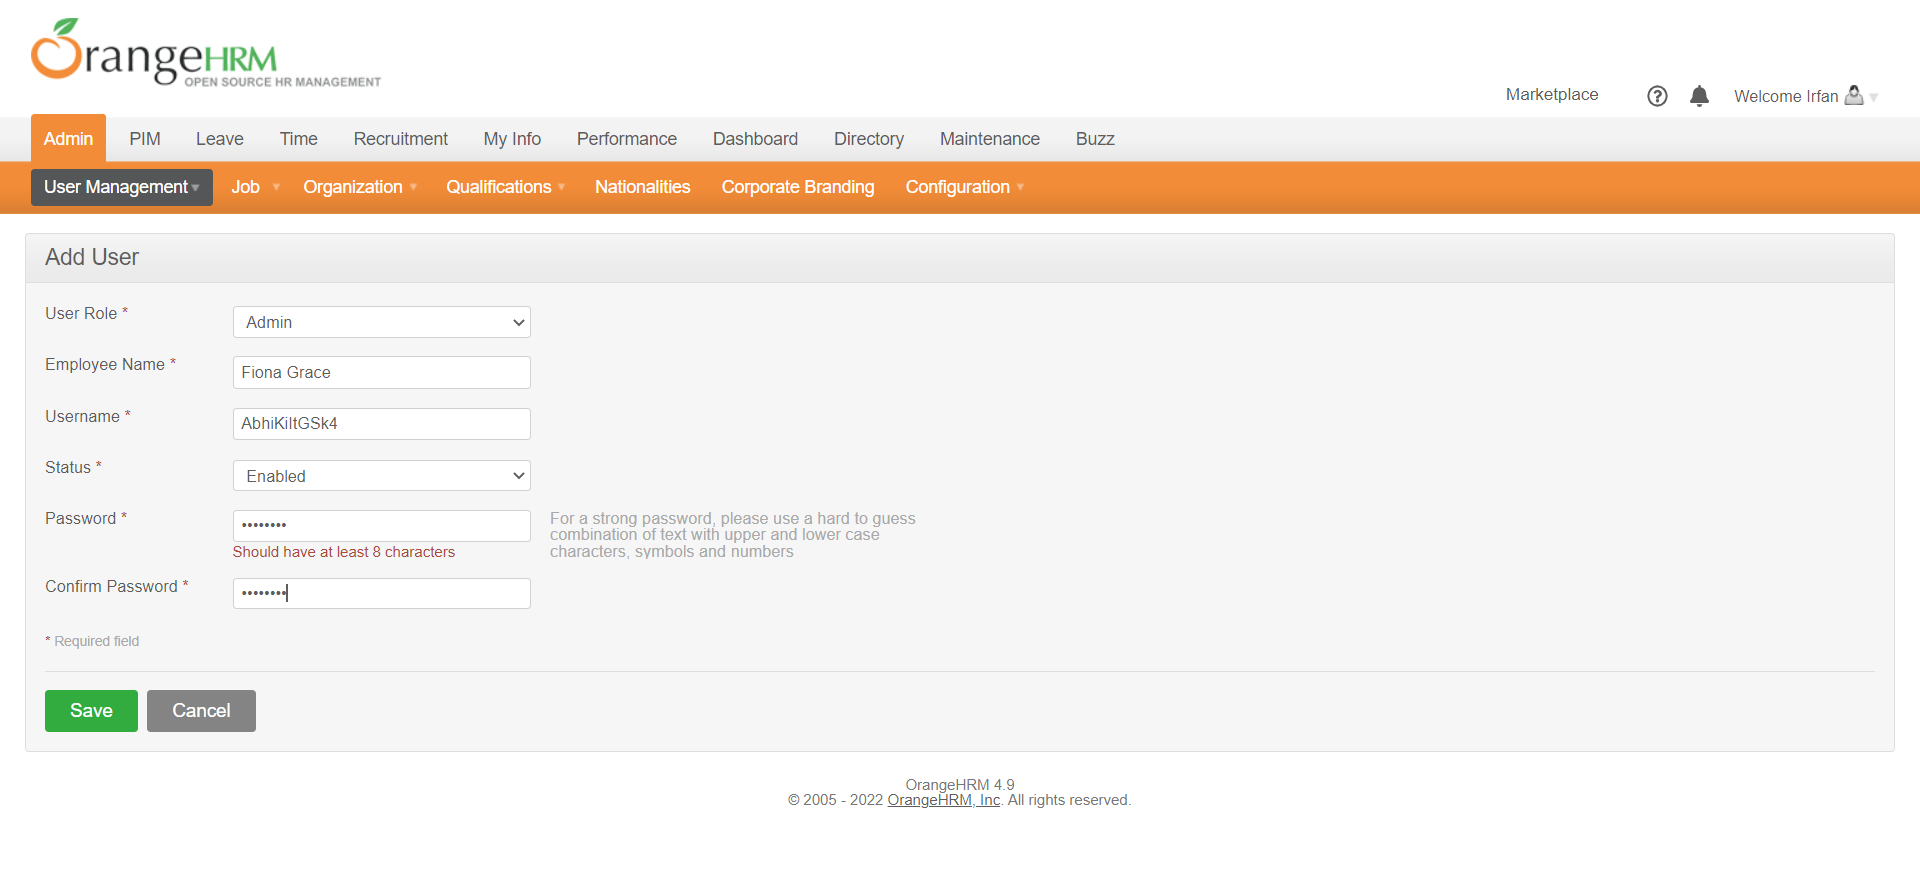 OrangeHRM
OPEN SOURCE HR MANAGEMENT
Marketplace
Welcome Irfan
Admin PIM Leave Time Recruitment My Info Performance Dashboard Directory Maintenance Buzz
User Management Job Organization Qualifications Nationalities Corporate Branding Configuration
Add User
User Role * Admin
Employee Name * Fiona Grace
Username * AbhiKiItGSk4
Status * Enabled
Password * ••••••••
Should have at least 8 characters
For a strong password, please use a hard to guess
combination of text with upper and lower case
characters, symbols and numbers
Confirm Password * ••••••••
* Required field
Save Cancel
OrangeHRM 4.9
© 2005 - 2022 OrangeHRM, Inc. All rights reserved.